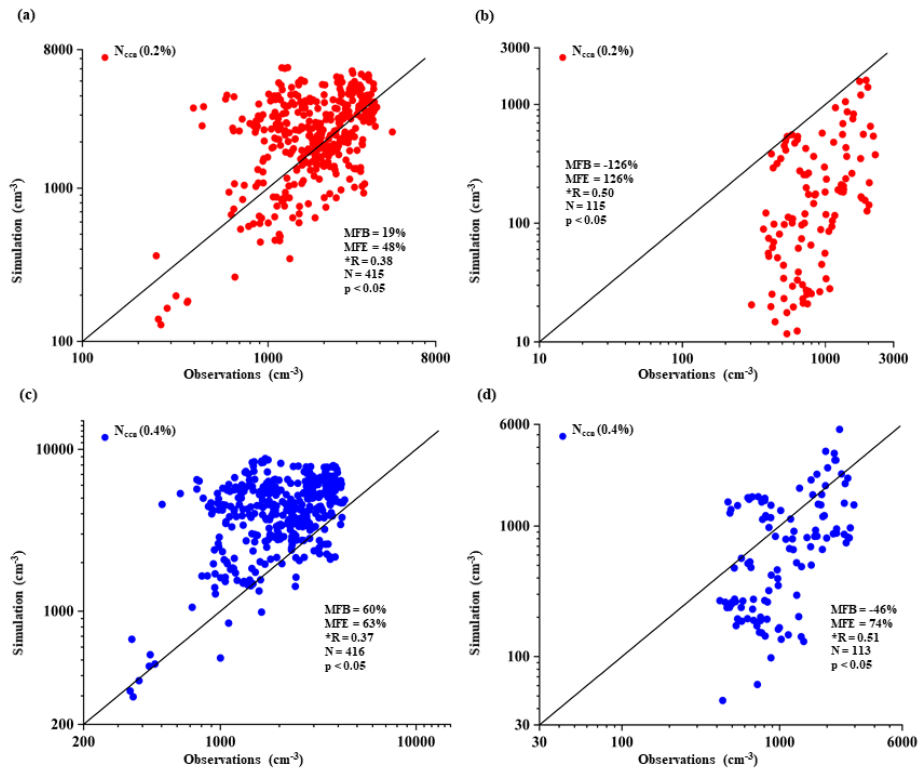 (a)
(b)
8000
1000
100
100
1000
8000
N_CCN (0.2%)
Simulation (cm⁻³)
Observations (cm⁻³)
MFB = 19%
MFE = 48%
*R = 0.38
N = 415
p < 0.05
3000
1000
100
10
10
100
1000
3000
N_CCN (0.2%)
Simulation (cm⁻³)
Observations (cm⁻³)
MFB = -126%
MFE = 126%
*R = 0.50
N = 115
p < 0.05
(c)
(d)
10000
1000
200
200
1000
10000
N_CCN (0.4%)
Simulation (cm⁻³)
Observations (cm⁻³)
MFB = 60%
MFE = 63%
*R = 0.37
N = 416
p < 0.05
6000
1000
100
30
30
100
1000
6000
N_CCN (0.4%)
Simulation (cm⁻³)
Observations (cm⁻³)
MFB = -46%
MFE = 74%
*R = 0.51
N = 113
p < 0.05